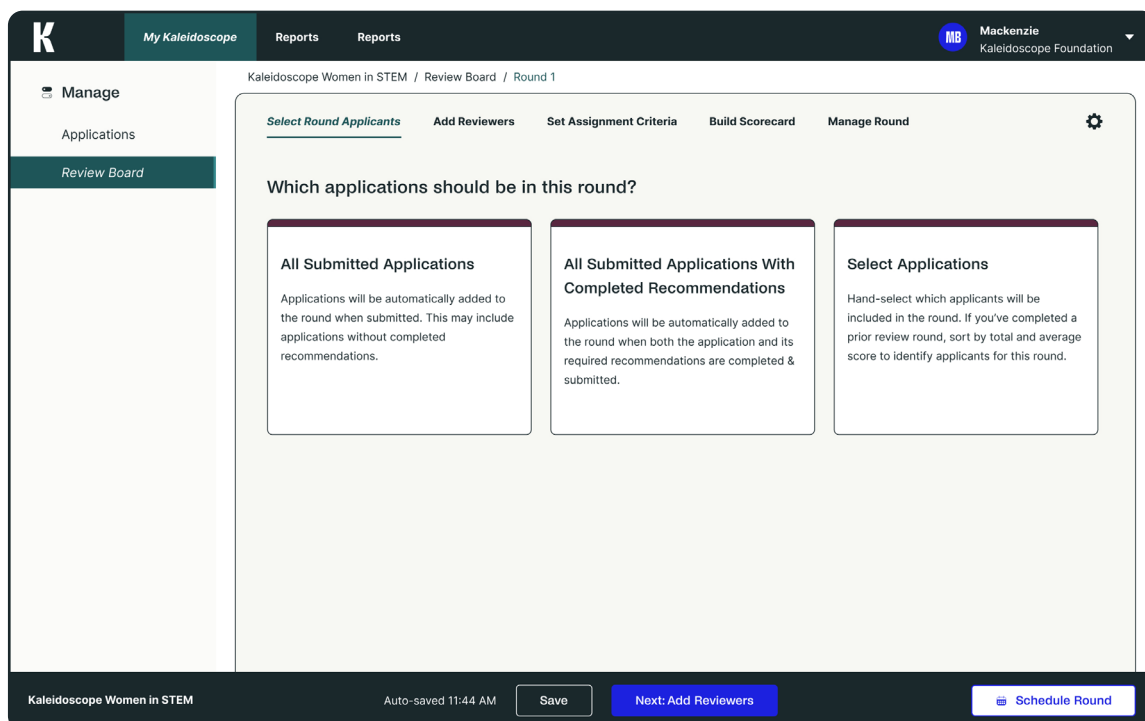 K
My Kaleidoscope
Reports
Reports
MB
Mackenzie
Kaleidoscope Foundation
Manage
Applications
Review Board
Kaleidoscope Women in STEM / Review Board / Round 1
Select Round Applicants
Add Reviewers
Set Assignment Criteria
Build Scorecard
Manage Round
Which applications should be in this round?
All Submitted Applications
Applications will be automatically added to
the round when submitted. This may include
applications without completed
recommendations.
All Submitted Applications With
Completed Recommendations
Applications will be automatically added to
the round when both the application and its
required recommendations are completed &
submitted.
Select Applications
Hand-select which applicants will be
included in the round. If you’ve completed a
prior review round, sort by total and average
score to identify applicants for this round.
Kaleidoscope Women in STEM
Auto-saved 11:44 AM
Save
Next: Add Reviewers
Schedule Round